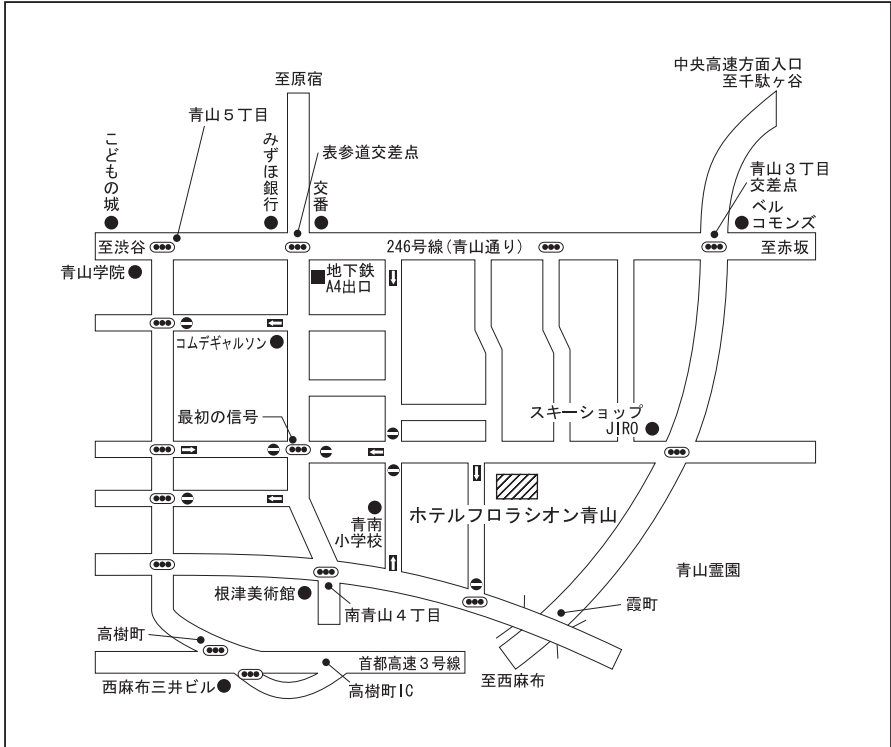 至原宿
中央高速方面入口
至千駄ヶ谷
青山５丁目
こどもの城
みずほ銀行
交番
表参道交差点
青山３丁目
交差点
ベル
コモンズ
至渋谷
246号線(青山通り)
至赤坂
青山学院
地下鉄
A4出口
コムデギャルソン
最初の信号
スキーショップ
JIRO
ホテルフロラシオン青山
青南
小学校
青山霊園
根津美術館
南青山４丁目
霞町
高樹町
首都高速３号線
西麻布三井ビル
高樹町IC
至西麻布